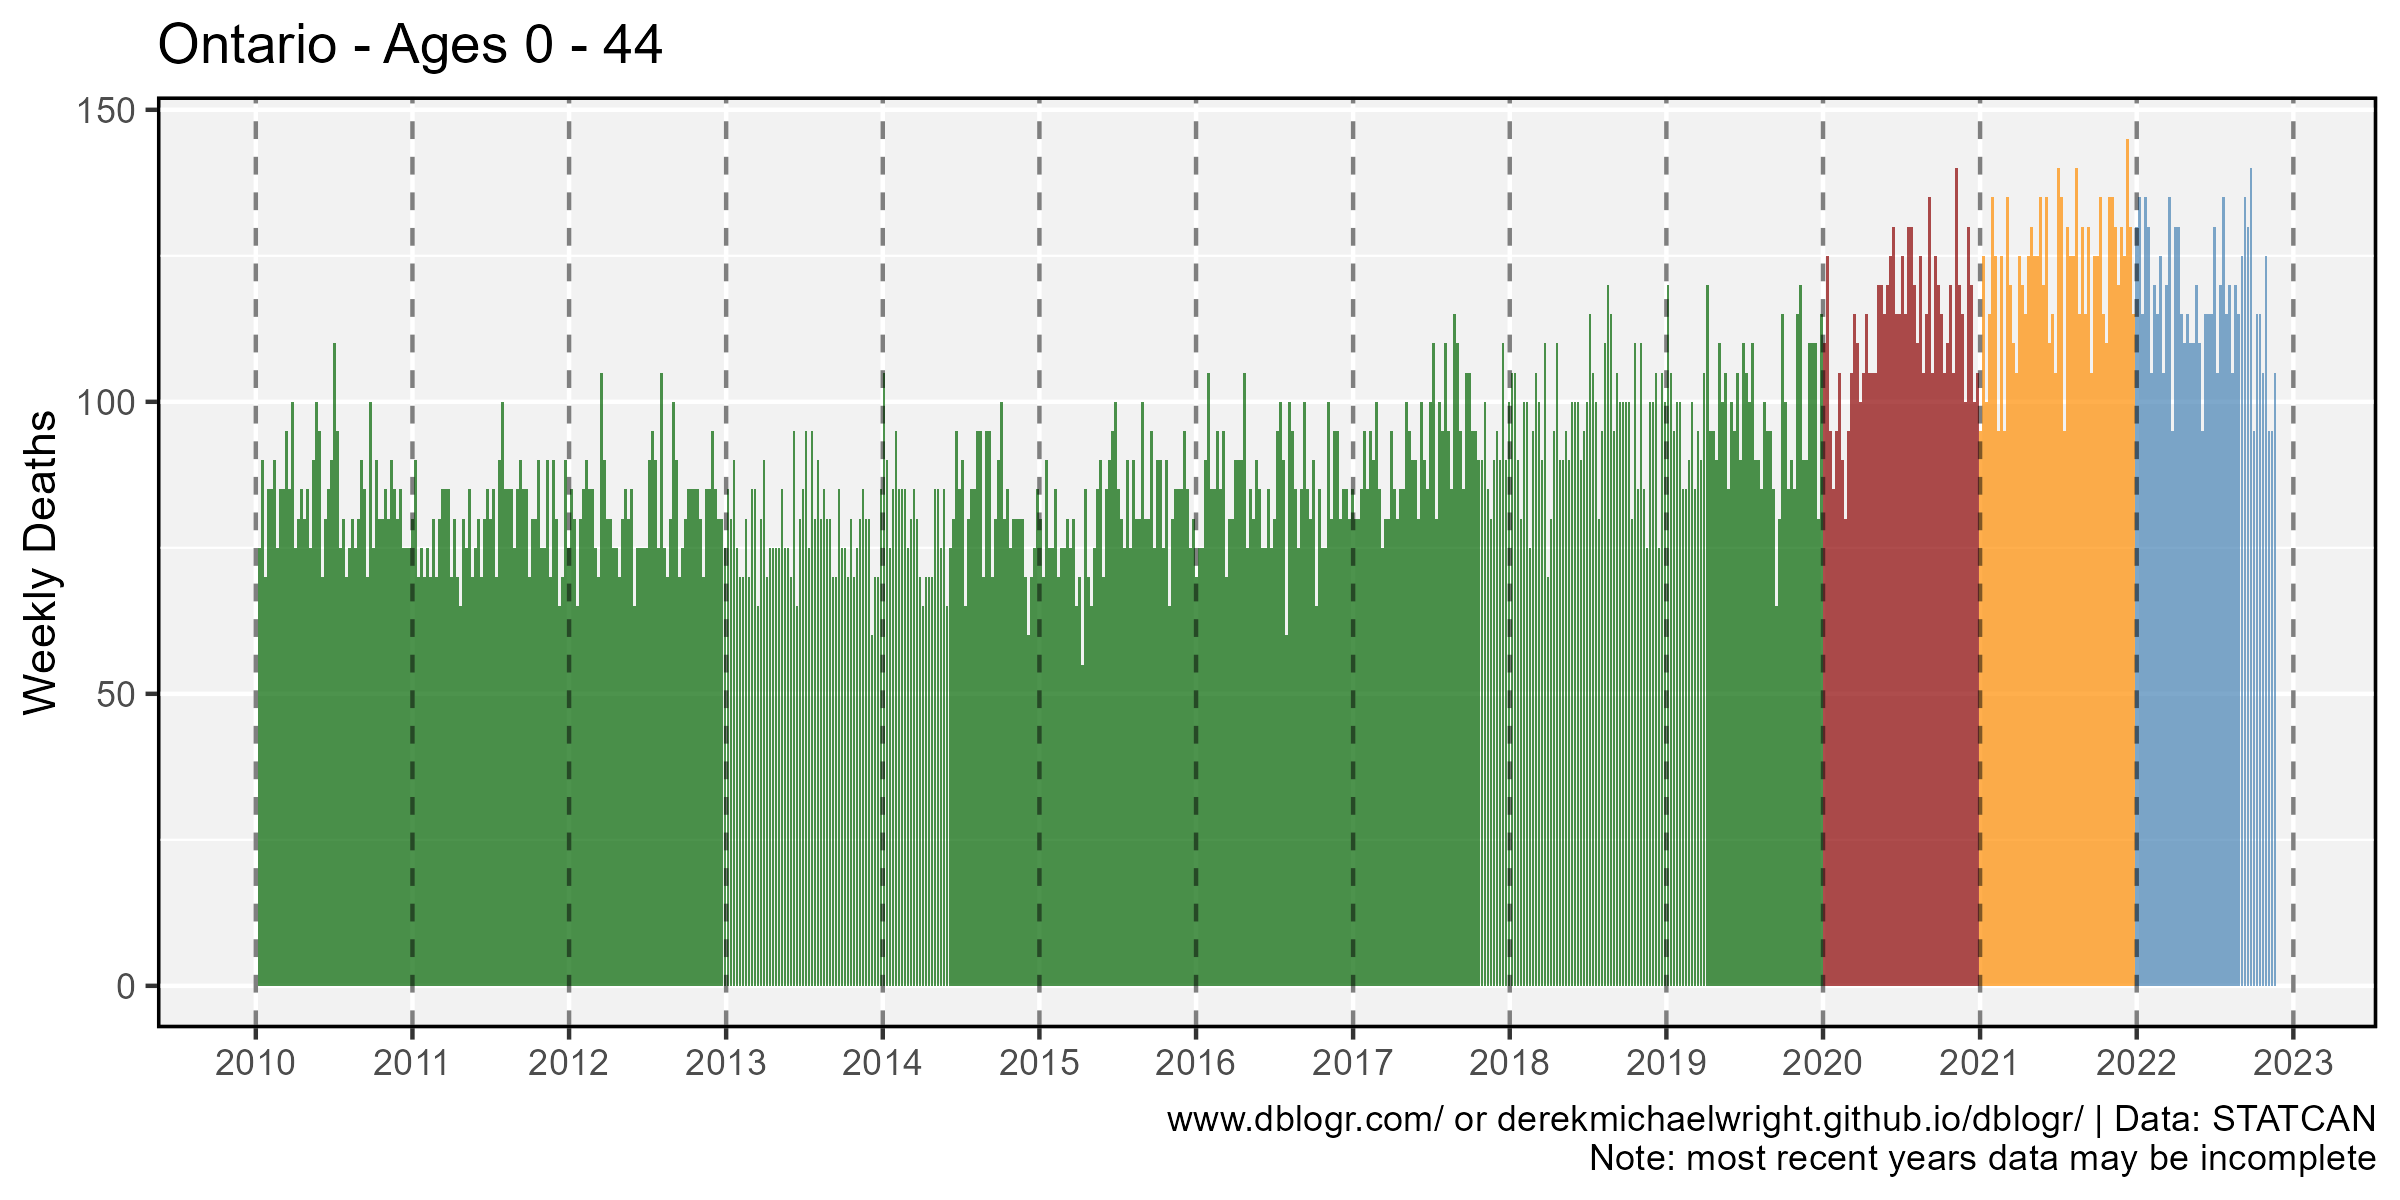 Ontario - Ages 0 - 44
Weekly Deaths
150
100
50
0
2010 2011 2012 2013 2014 2015 2016 2017 2018 2019 2020 2021 2022 2023
www.dblogr.com/ or derekmichaelwright.github.io/dblogr/ | Data: STATCAN
Note: most recent years data may be incomplete